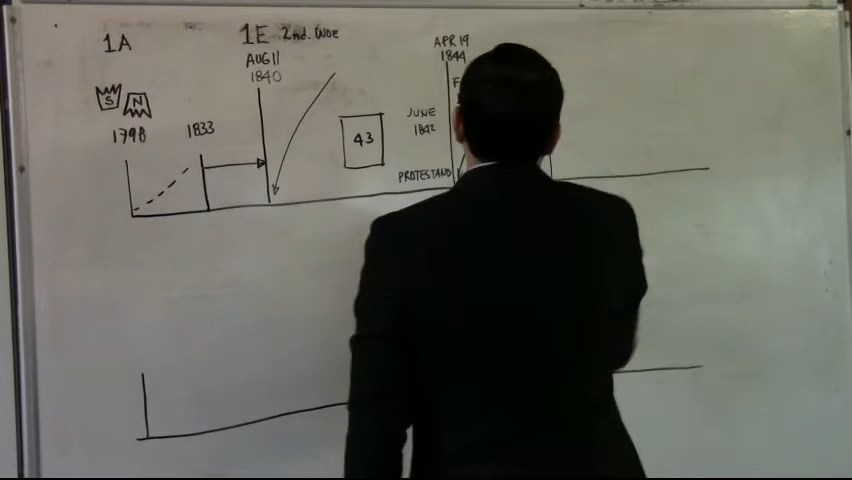 1A
1E 2nd. WOE
AUG 11
1840
APR 19
1844
F
S
N
1798
1833
43
JUNE
1842
PROTESTANT